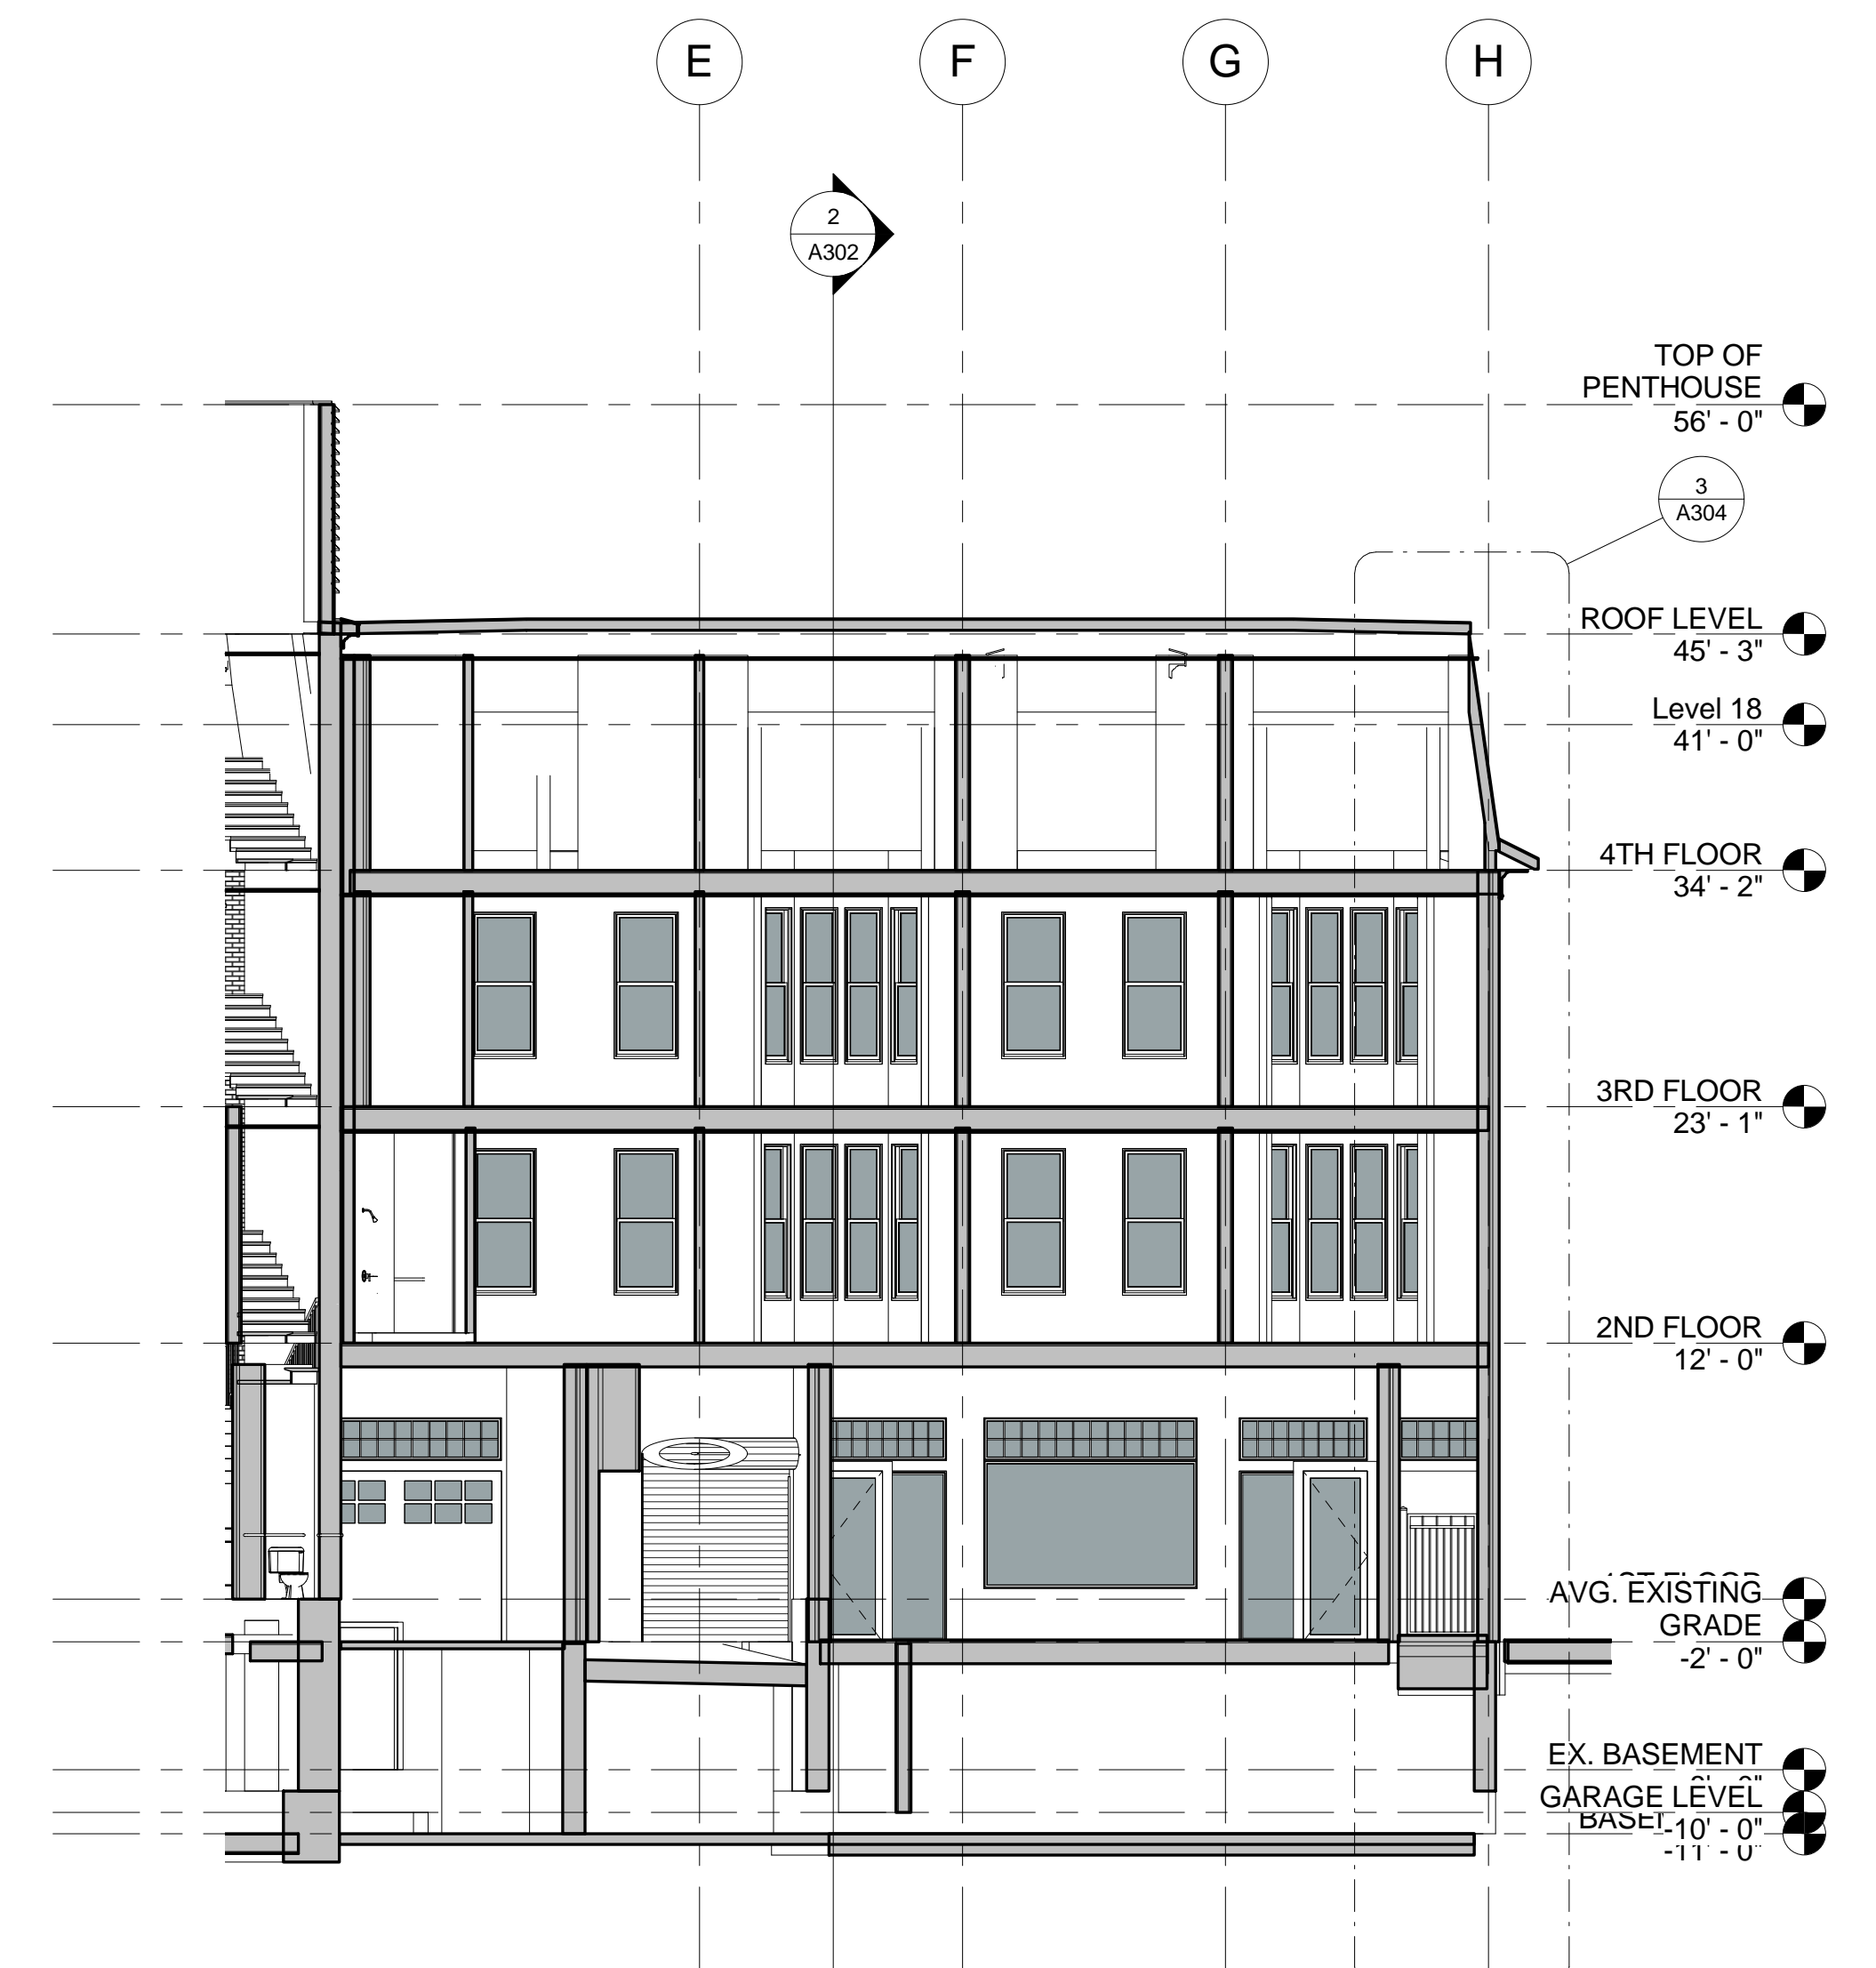 E
F
G
H
2
A302
TOP OF
PENTHOUSE
56' - 0"
3
A304
ROOF LEVEL
45' - 3"
Level 18
41' - 0"
4TH FLOOR
34' - 2"
3RD FLOOR
23' - 1"
2ND FLOOR
12' - 0"
AVG. EXISTING
GRADE
-2' - 0"
EX. BASEMENT
GARAGE LEVEL
-10' - 0"
-11' - 0"